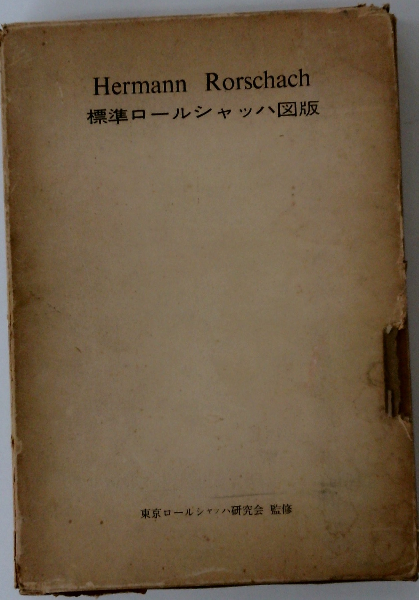 Hermann Rorschach
標準ロールシャッハ図版
東京ロールシャッハ研究会 監修